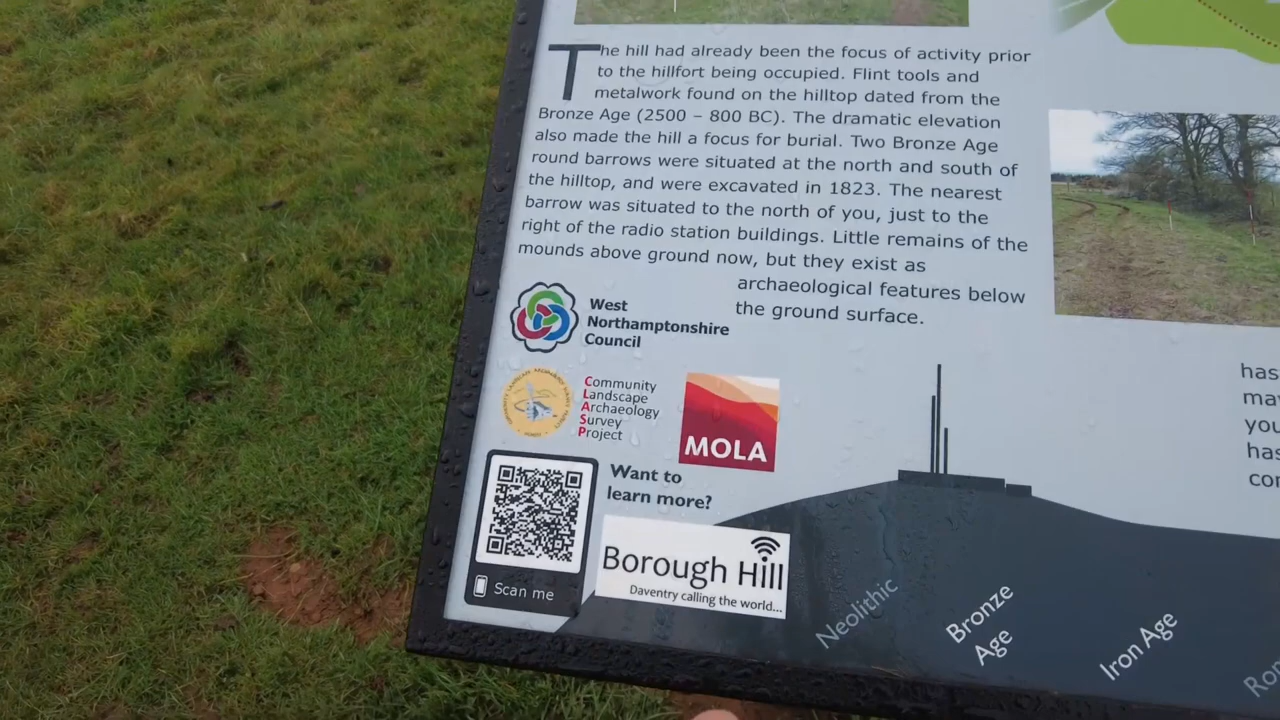 The hill had already been the focus of activity prior
to the hillfort being occupied. Flint tools and
metalwork found on the hilltop dated from the
Bronze Age (2500 – 800 BC). The dramatic elevation
also made the hill a focus for burial. Two Bronze Age
round barrows were situated at the north and south of
the hilltop, and were excavated in 1823. The nearest
barrow was situated to the north of you, just to the
right of the radio station buildings. Little remains of the
mounds above ground now, but they exist as
archaeological features below
the ground surface.
West
Northamptonshire
Council
Community
Landscape
Archaeology
Survey
Project
MOLA
Want to
learn more?
Scan me
Borough Hill
Daventry calling the world...
Neolithic
Bronze
Age
Iron Age
has